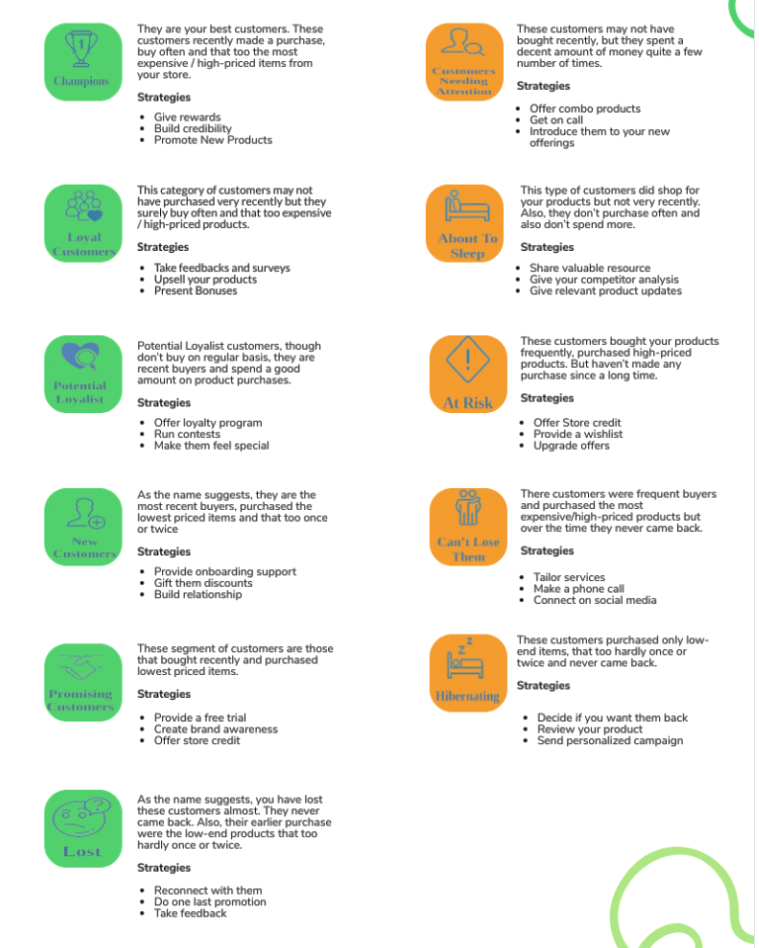 Champions
They are your best customers. These
customers recently made a purchase,
buy often and that too the most
expensive / high-priced items from
your store.
Strategies
• Give rewards
• Build credibility
• Promote New Products
Loyal
Customers
This category of customers may not
have purchased very recently but they
surely buy often and that too expensive
/ high-priced products.
Strategies
• Take feedbacks and surveys
• Upsell your products
• Present Bonuses
Potential
Loyalist
Potential Loyalist customers, though
don't buy on regular basis, they are
recent buyers and spend a good
amount on product purchases.
Strategies
• Offer loyalty program
• Run contests
• Make them feel special
New
Customers
As the name suggests, they are the
most recent buyers, purchased the
lowest priced items and that too once
or twice
Strategies
• Provide onboarding support
• Gift them discounts
• Build relationship
Promising
Customers
These segment of customers are those
that bought recently and purchased
lowest priced items.
Strategies
• Provide a free trial
• Create brand awareness
• Offer store credit
Lost
As the name suggests, you have lost
these customers almost. They never
came back. Also, their earlier purchase
were the low-end products that too
hardly once or twice.
Strategies
• Reconnect with them
• Do one last promotion
• Take feedback
Customers
Needing
Attention
These customers may not have
bought recently, but they spent a
decent amount of money quite a few
number of times.
Strategies
• Offer combo products
• Get on call
• Introduce them to your new
offerings
About To
Sleep
This type of customers did shop for
your products but not very recently.
Also, they don't purchase often and
also don't spend more.
Strategies
• Share valuable resource
• Give your competitor analysis
• Give relevant product updates
At Risk
These customers bought your products
frequently, purchased high-priced
products. But haven't made any
purchase since a long time.
Strategies
• Offer Store credit
• Provide a wishlist
• Upgrade offers
Can't Lose
Them
There customers were frequent buyers
and purchased the most
expensive/high-priced products but
over the time they never came back.
Strategies
• Tailor services
• Make a phone call
• Connect on social media
Hibernating
These customers purchased only low-
end items, that too hardly once or
twice and never came back.
Strategies
• Decide if you want them back
• Review your product
• Send personalized campaign